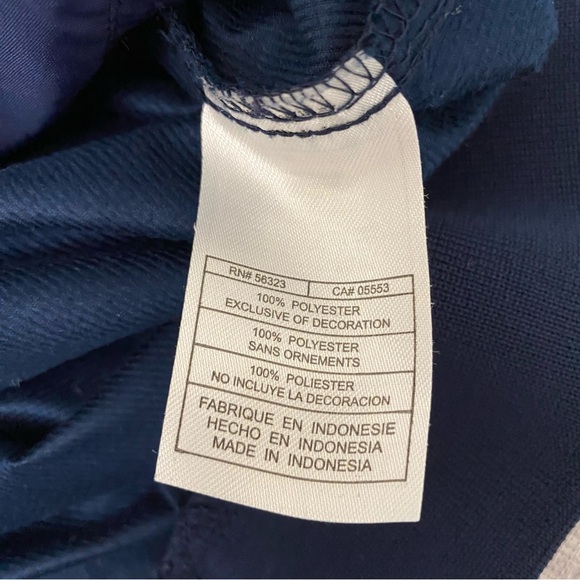 RN# 56323 CA# 05553
100% POLYESTER
EXCLUSIVE OF DECORATION
100% POLYESTER
SANS ORNEMENTS
100% POLIESTER
NO INCLUYE LA DECORACION
FABRIQUE EN INDONESIE
HECHO EN INDONESIA
MADE IN INDONESIA